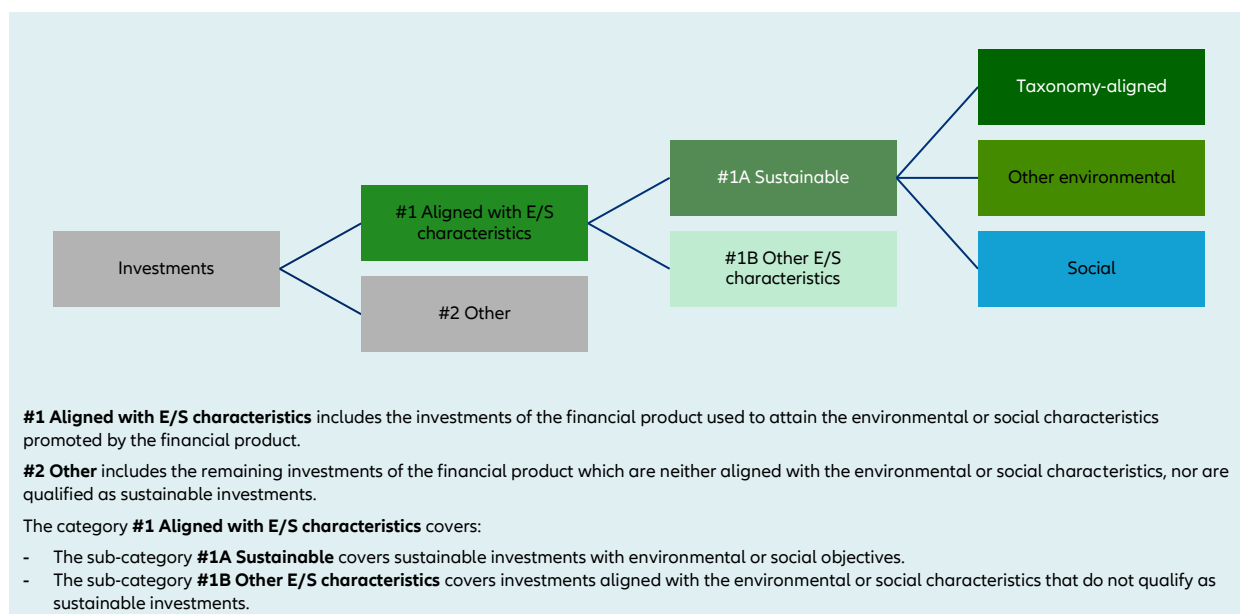 Taxonomy-aligned
#1A Sustainable
Other environmental
#1 Aligned with E/S
characteristics
Investments
#1B Other E/S
characteristics
Social
#2 Other
#1 Aligned with E/S characteristics includes the investments of the financial product used to attain the environmental or social characteristics
promoted by the financial product.
#2 Other includes the remaining investments of the financial product which are neither aligned with the environmental or social characteristics, nor are
qualified as sustainable investments.
The category #1 Aligned with E/S characteristics covers:
- The sub-category #1A Sustainable covers sustainable investments with environmental or social objectives.
- The sub-category #1B Other E/S characteristics covers investments aligned with the environmental or social characteristics that do not qualify as
sustainable investments.